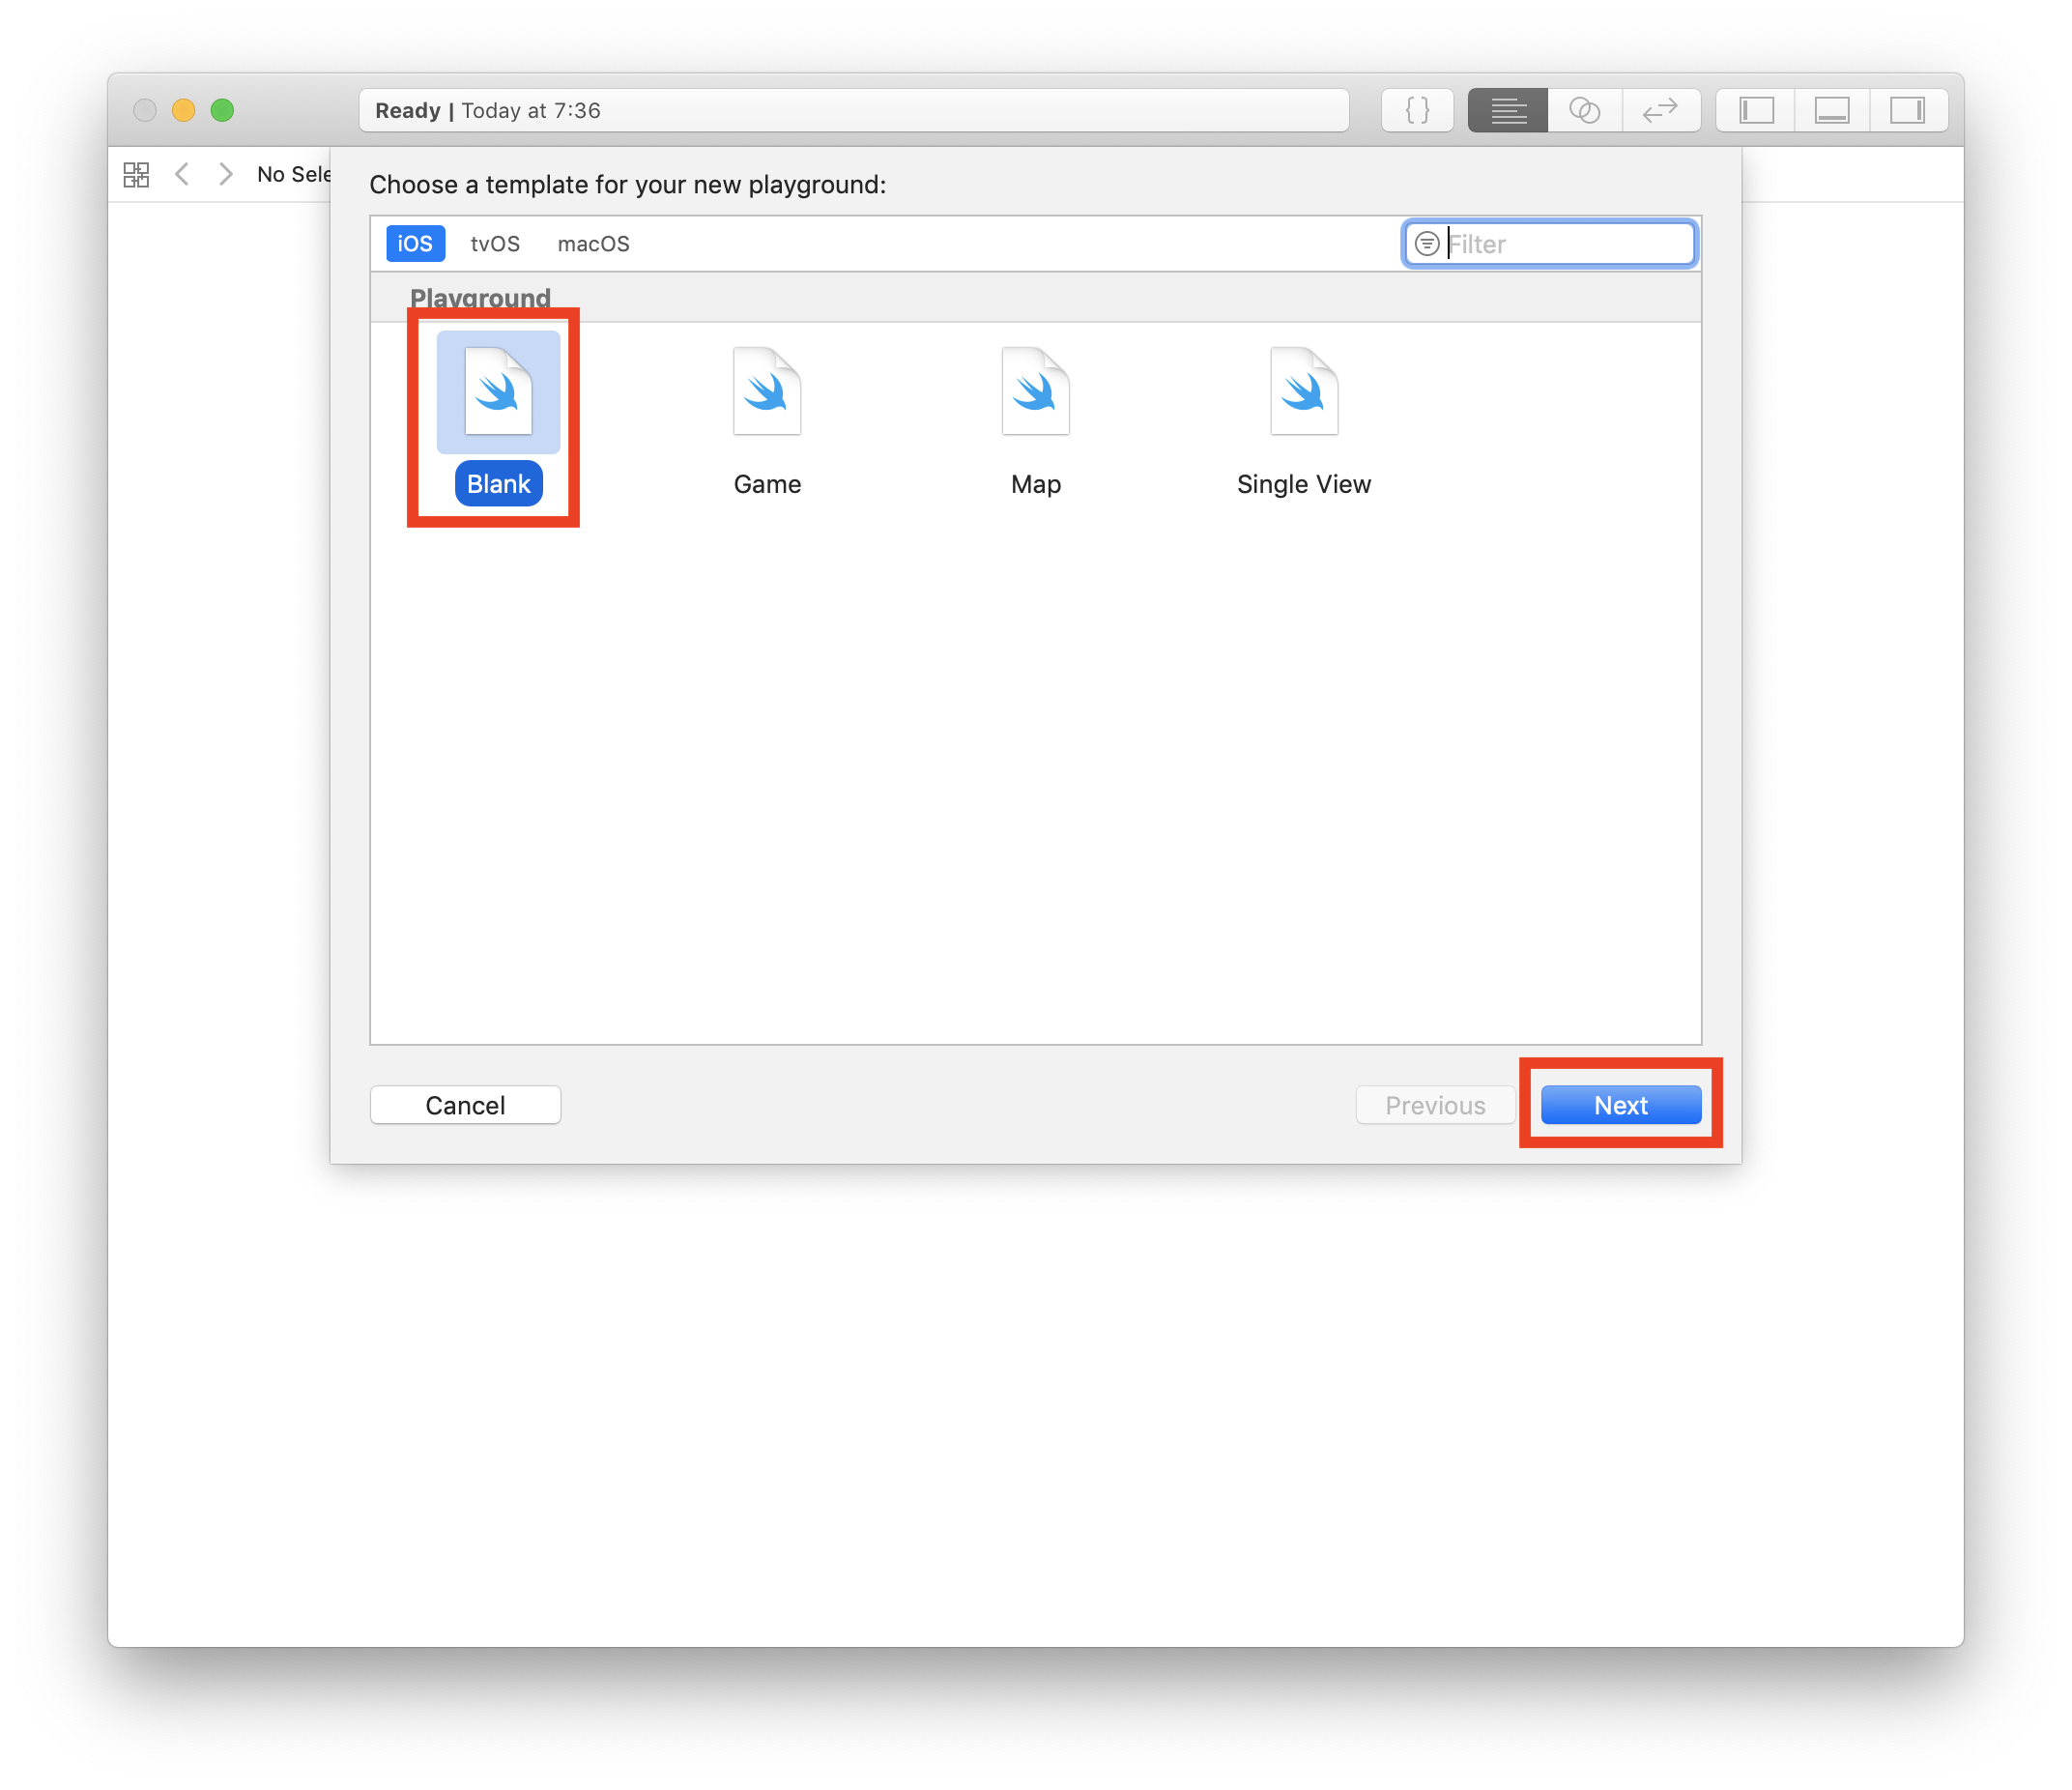 Ready | Today at 7:36
{ }
No Sele
Choose a template for your new playground:
iOS tvOS macOS Filter
Playground
Blank Game Map Single View
Cancel Previous Next